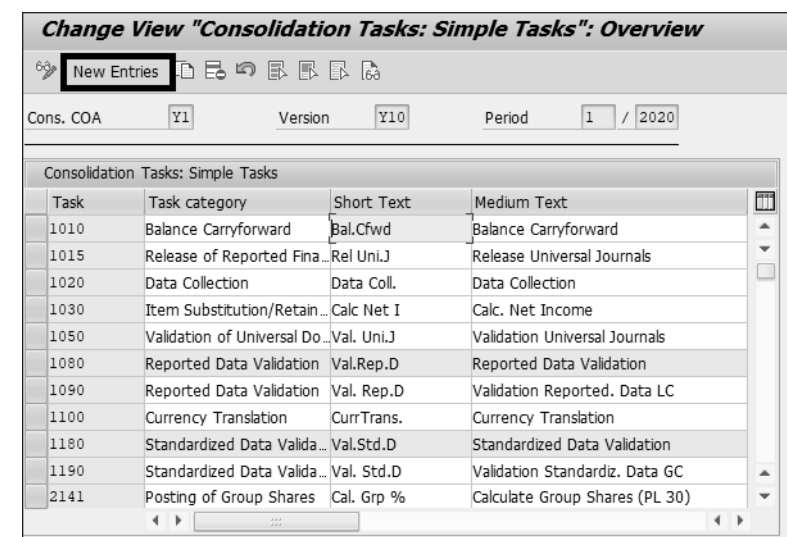 Change View "Consolidation Tasks: Simple Tasks": Overview
New Entries
Cons. COA Y1 Version Y10 Period 1 / 2020
Consolidation Tasks: Simple Tasks
Task Task category Short Text Medium Text
1010 Balance Carryforward Bal.Cfwd Balance Carryforward
1015 Release of Reported Fina… Rel Uni.J Release Universal Journals
1020 Data Collection Data Coll. Data Collection
1030 Item Substitution/Retain… Calc Net I Calc. Net Income
1050 Validation of Universal Do… Val. Uni.J Validation Universal Journals
1080 Reported Data Validation Val.Rep.D Reported Data Validation
1090 Reported Data Validation Val. Rep.D Validation Reported. Data LC
1100 Currency Translation CurrTrans. Currency Translation
1180 Standardized Data Valida… Val.Std.D Standardized Data Validation
1190 Standardized Data Valida… Val. Std.D Validation Standardiz. Data GC
2141 Posting of Group Shares Cal. Grp % Calculate Group Shares (PL 30)